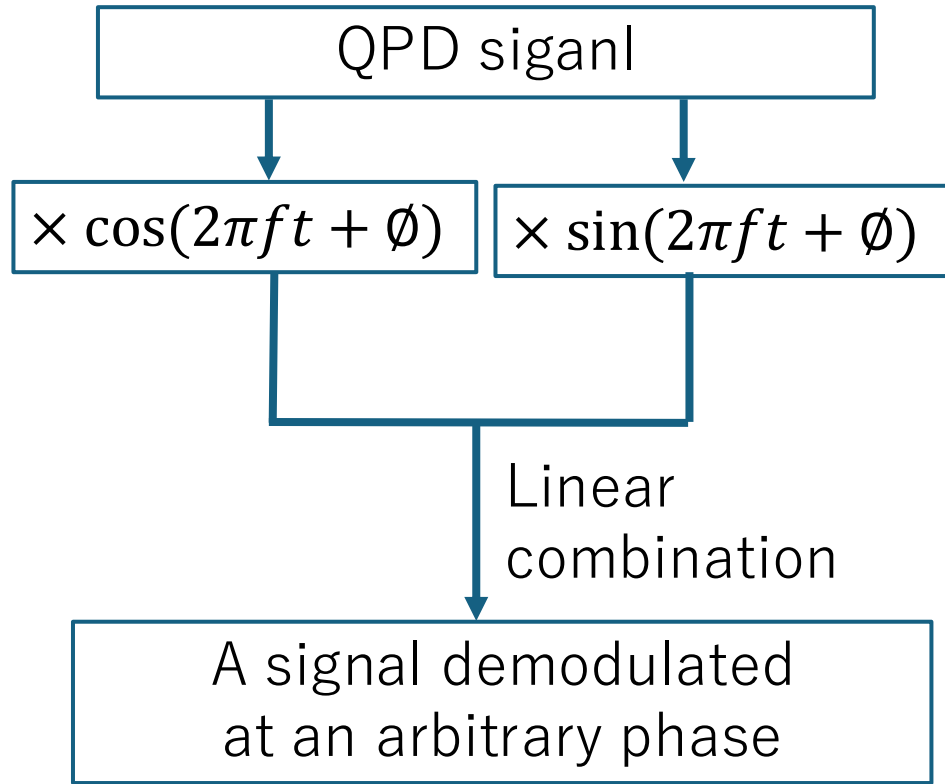 QPD siganl
× cos(2πft + ∅)
× sin(2πft + ∅)
Linear
combination
A signal demodulated
at an arbitrary phase